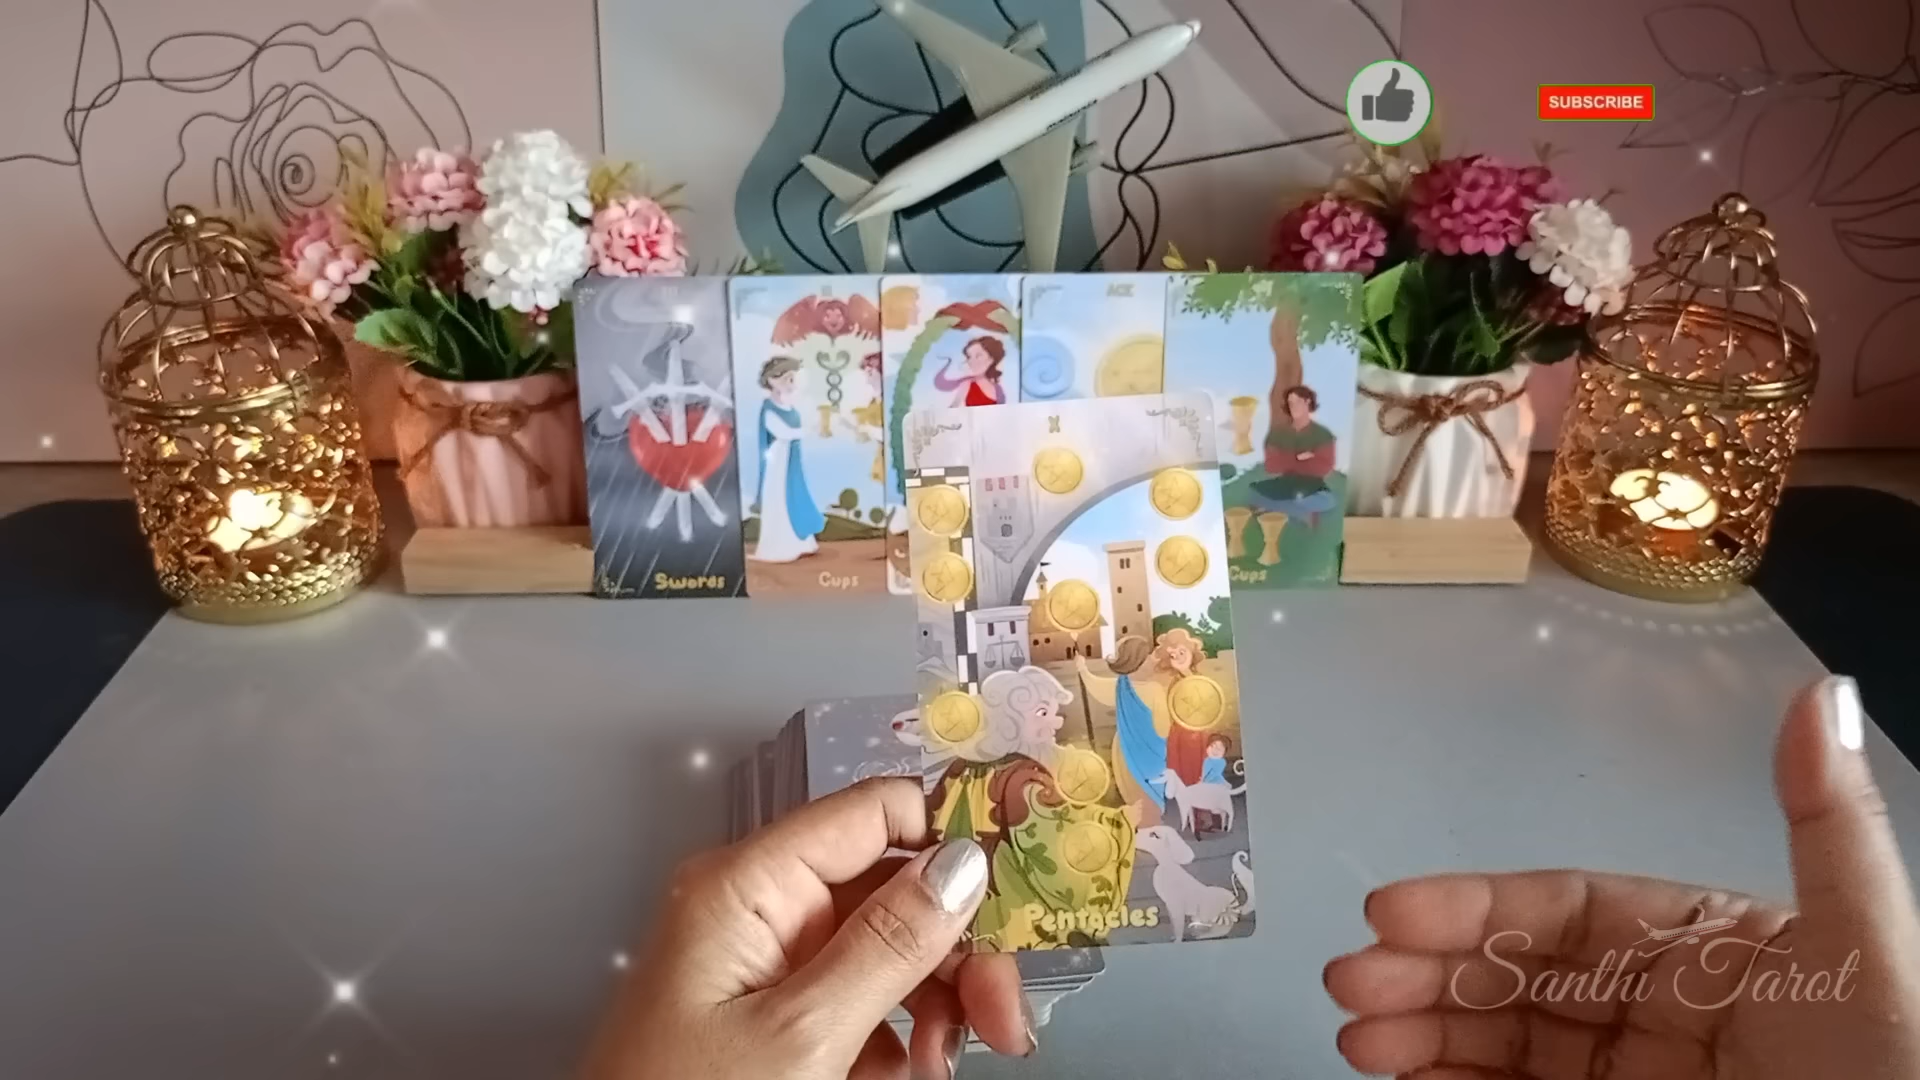 SUBSCRIBE
ACE
X
Swords
Cups
Cups
Pentacles
Santhi Tarot